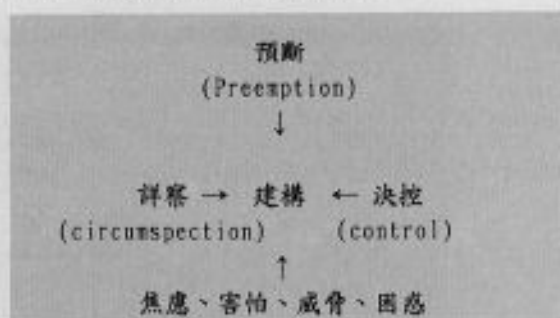 預斷
(Preemption)
↓
詳察 → 建構 ← 決控
(circumspection) (control)
↑
焦慮、害怕、威脅、困惑